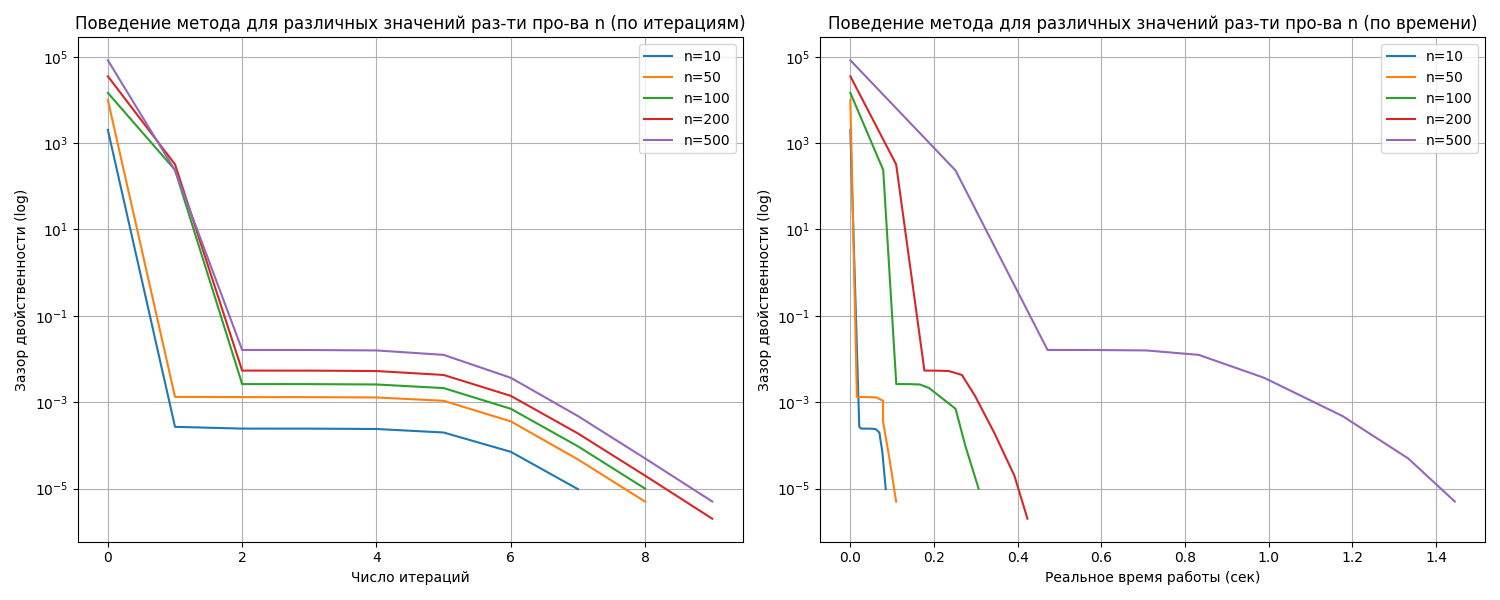 Поведение метода для различных значений раз-ти про-ва n (по итерациям)
Зазор двойственности (log)
10^5
10^3
10^1
10^−1
10^−3
10^−5
n=10
n=50
n=100
n=200
n=500
0 2 4 6 8
Число итераций
Поведение метода для различных значений раз-ти про-ва n (по времени)
Зазор двойственности (log)
10^5
10^3
10^1
10^−1
10^−3
10^−5
n=10
n=50
n=100
n=200
n=500
0.0 0.2 0.4 0.6 0.8 1.0 1.2 1.4
Реальное время работы (сек)